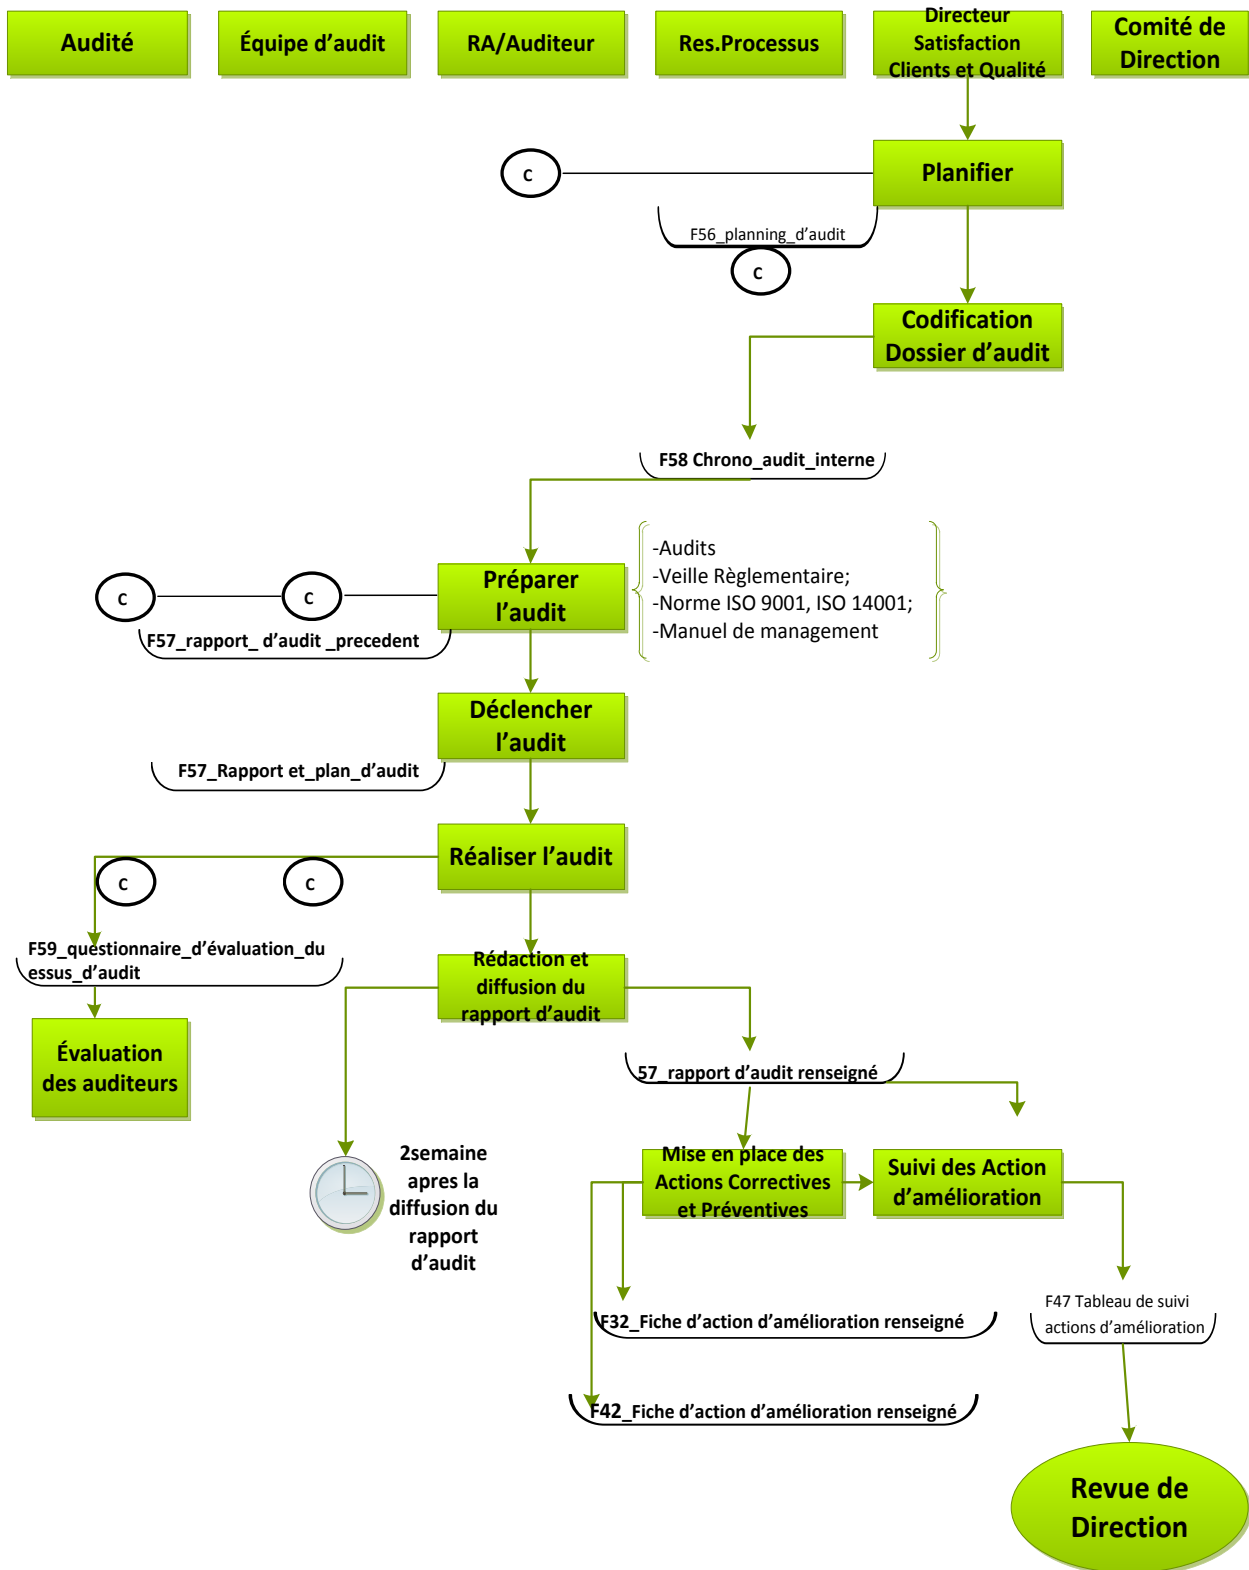 Audité
Équipe d’audit
RA/Auditeur
Res.Processus
Directeur
Satisfaction
Clients et Qualité
Comité de
Direction
Planifier
C
F56_planning_d’audit
C
Codification
Dossier d’audit
F58 Chrono_audit_interne
-Audits
-Veille Règlementaire;
-Norme ISO 9001, ISO 14001;
-Manuel de management
Préparer
l’audit
C
C
F57_rapport_ d’audit _precedent
Déclencher
l’audit
F57_Rapport et_plan_d’audit
Réaliser l’audit
C
C
F59_questionnaire_d’évaluation_du
essus_d’audit
Rédaction et
diffusion du
rapport d’audit
Évaluation
des auditeurs
57_rapport d’audit renseigné
2semaine
apres la
diffusion du
rapport
d’audit
Mise en place des
Actions Correctives
et Préventives
Suivi des Action
d’amélioration
F32_Fiche d’action d’amélioration renseigné
F47 Tableau de suivi
actions d’amélioration
F42_Fiche d’action d’amélioration renseigné
Revue de
Direction